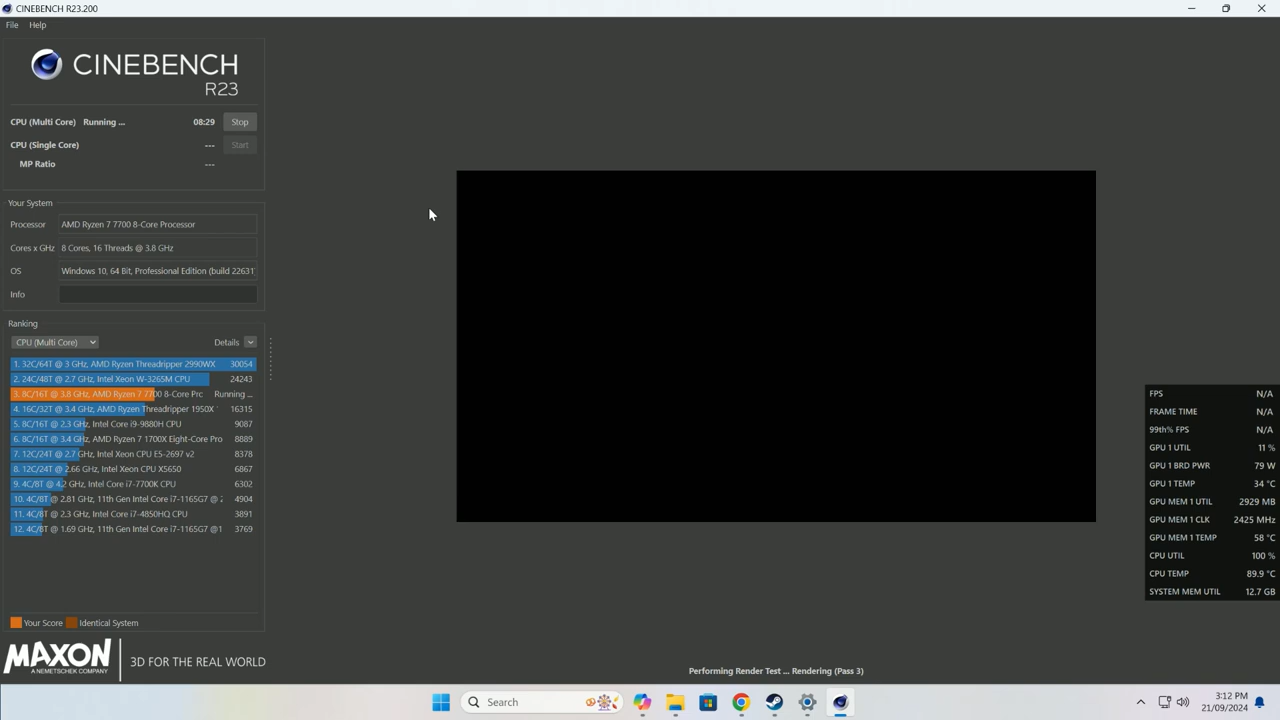 CINEBENCH R23.200
File Help
CINEBENCH
R23
CPU (Multi Core) Running ... 08:29 Stop
CPU (Single Core) --- Start
MP Ratio ---
Your System
Processor AMD Ryzen 7 7700 8-Core Processor
Cores x GHz 8 Cores, 16 Threads @ 3.8 GHz
OS Windows 10, 64 Bit, Professional Edition (build 22631)
Info
Ranking
CPU (Multi Core) Details
1. 32C/64T @ 3 GHz, AMD Ryzen Threadripper 2990WX 30054
2. 24C/48T @ 2.7 GHz, Intel Xeon W-3265M CPU 24243
3. 8C/16T @ 3.8 GHz, AMD Ryzen 7 7700 8-Core Prc Running ...
4. 16C/32T @ 3.4 GHz, AMD Ryzen Threadripper 1950X 16315
5. 8C/16T @ 2.3 GHz, Intel Core i9-9880H CPU 9087
6. 8C/16T @ 3.4 GHz, AMD Ryzen 7 1700X Eight-Core Pro 8889
7. 12C/24T @ 2.7 GHz, Intel Xeon CPU E5-2697 v2 8378
8. 12C/24T @ 2.66 GHz, Intel Xeon CPU X5650 6867
9. 4C/8T @ 4.2 GHz, Intel Core i7-7700K CPU 6302
10. 4C/8T @ 2.81 GHz, 11th Gen Intel Core i7-1165G7 @ 2 4904
11. 4C/8T @ 2.3 GHz, Intel Core i7-4850HQ CPU 3891
12. 4C/8T @ 1.69 GHz, 11th Gen Intel Core i7-1165G7 @1 3769
Your Score Identical System
MAXON
A NEMETSCHEK COMPANY
3D FOR THE REAL WORLD
Performing Render Test ... Rendering (Pass 3)
FPS N/A
FRAME TIME N/A
99th% FPS N/A
GPU 1 UTIL 11 %
GPU 1 BRD PWR 79 W
GPU 1 TEMP 34 °C
GPU MEM 1 UTIL 2929 MB
GPU MEM 1 CLK 2425 MHz
GPU MEM 1 TEMP 58 °C
CPU UTIL 100 %
CPU TEMP 89.9 °C
SYSTEM MEM UTIL 12.7 GB
Search
3:12 PM
21/09/2024